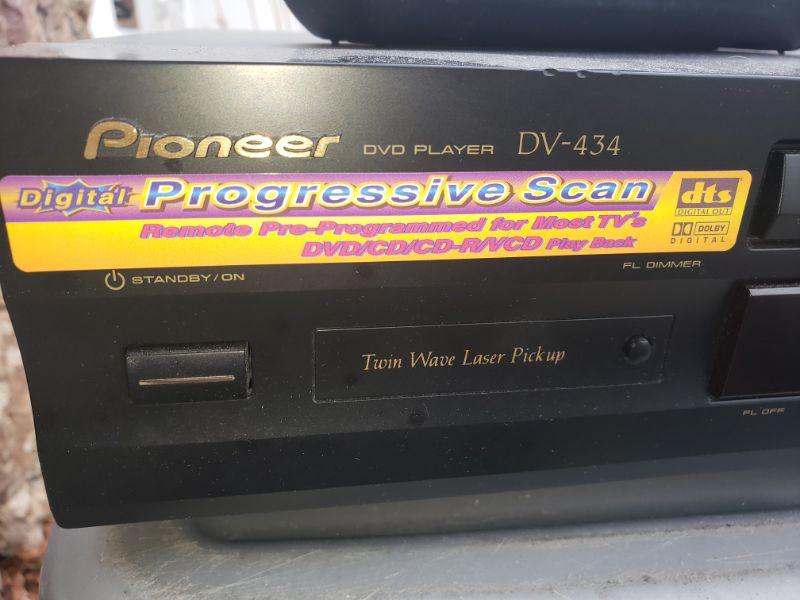 Pioneer DVD PLAYER DV-434
Digital Progressive Scan
Remote Pre-Programmed for Most TV's
DVD/CD/CD-R/VCD Play Back
dts
DIGITAL OUT
DOLBY
DIGITAL
STANDBY/ON
FL DIMMER
Twin Wave Laser Pickup
FL OFF